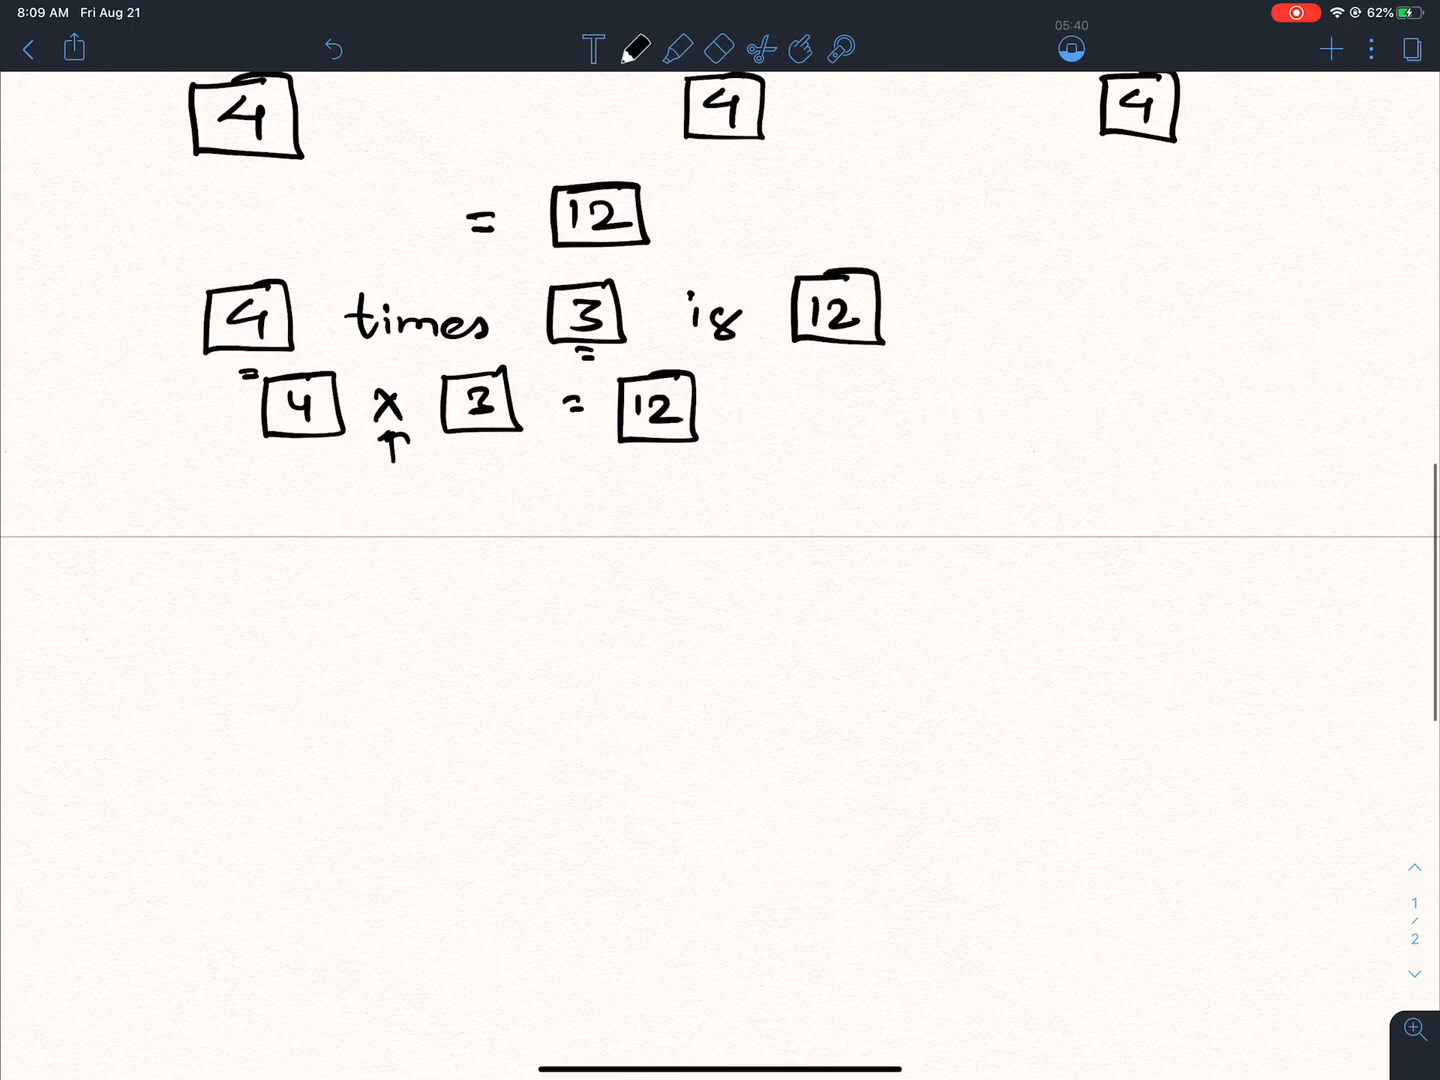 8:09 AM Fri Aug 21 62%
05:40
4 4 4
= 12
4 times 3 is 12
4 x 3 = 12
1
/
2